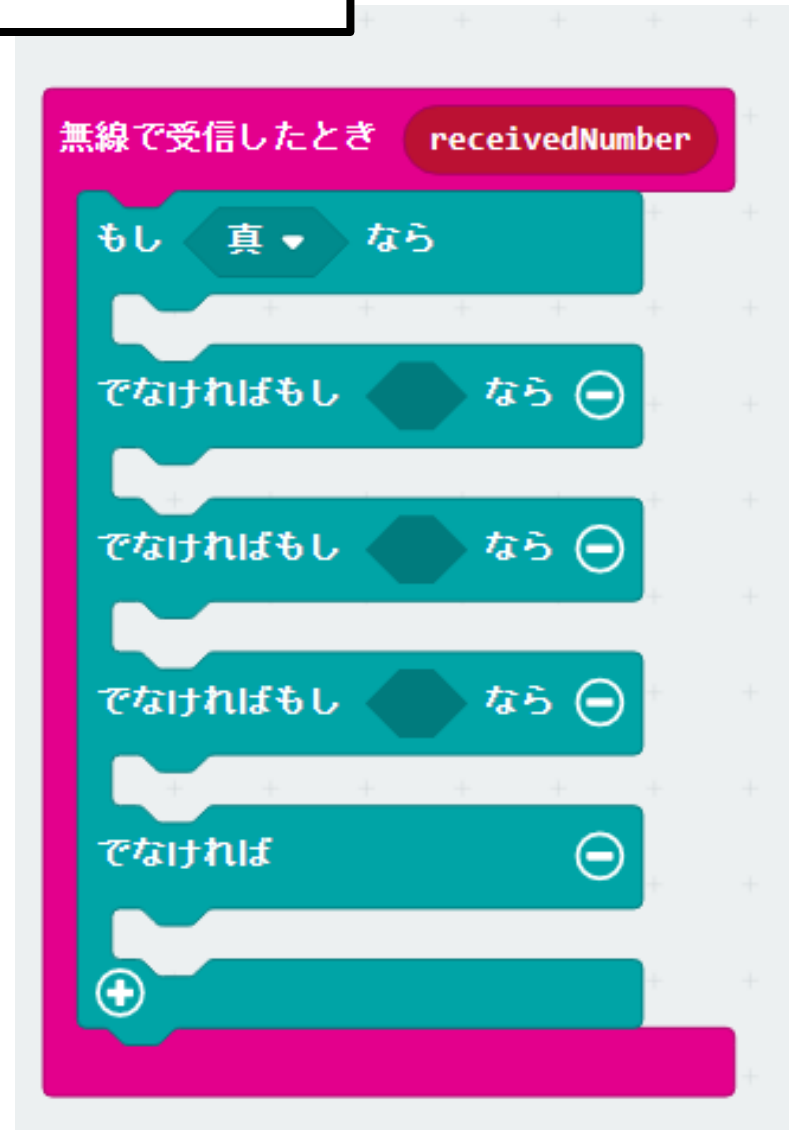 無線で受信したとき receivedNumber
もし 真 なら
でなければもし なら
でなければもし なら
でなければもし なら
でなければ